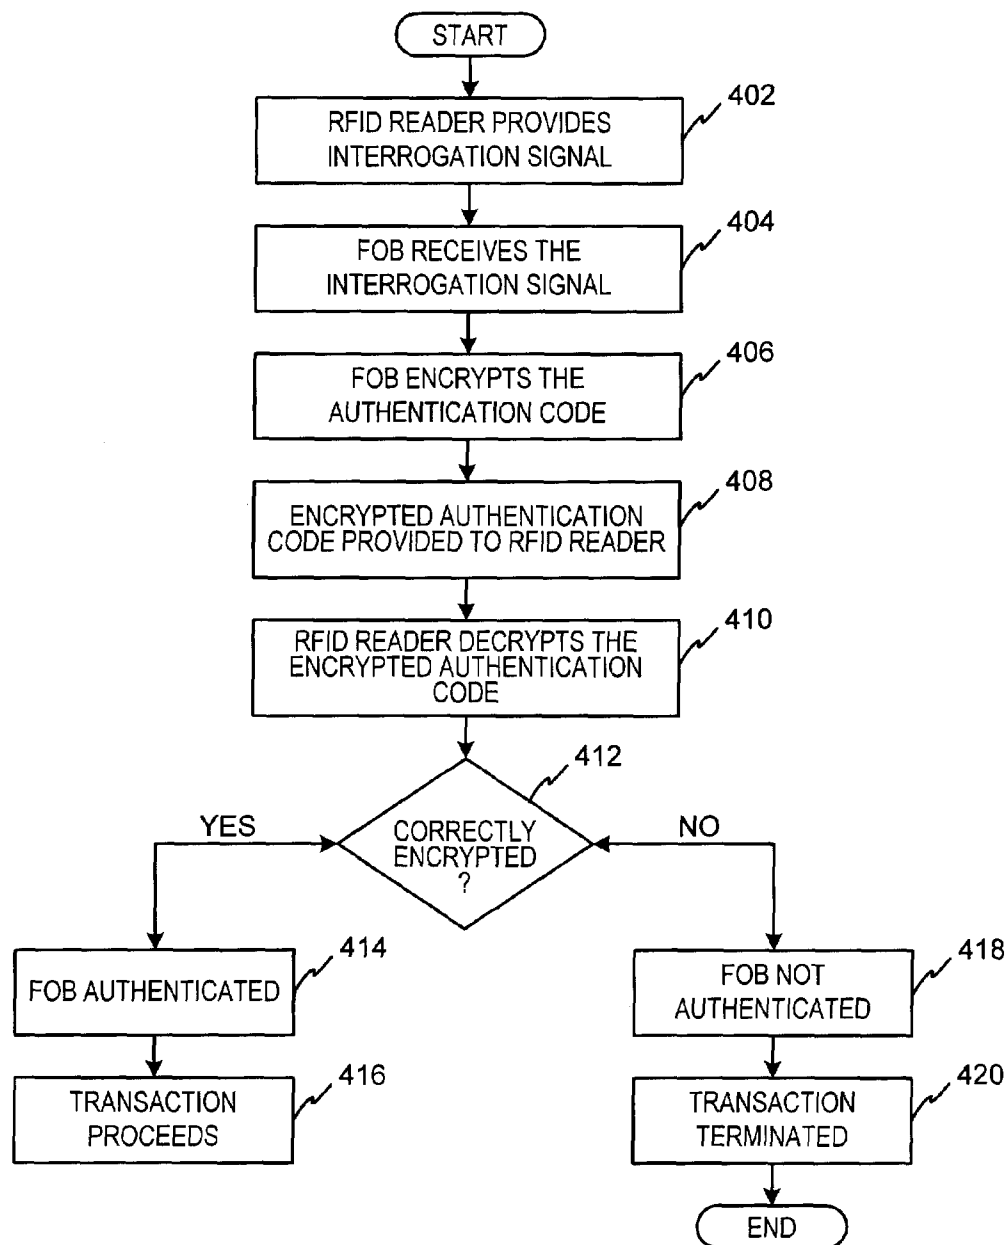 START
402
RFID READER PROVIDES
INTERROGATION SIGNAL
404
FOB RECEIVES THE
INTERROGATION SIGNAL
406
FOB ENCRYPTS THE
AUTHENTICATION CODE
408
ENCRYPTED AUTHENTICATION
CODE PROVIDED TO RFID READER
410
RFID READER DECRYPTS THE
ENCRYPTED AUTHENTICATION
CODE
412
YES
NO
CORRECTLY
ENCRYPTED
?
414
FOB AUTHENTICATED
418
FOB NOT
AUTHENTICATED
416
TRANSACTION
PROCEEDS
420
TRANSACTION
TERMINATED
END